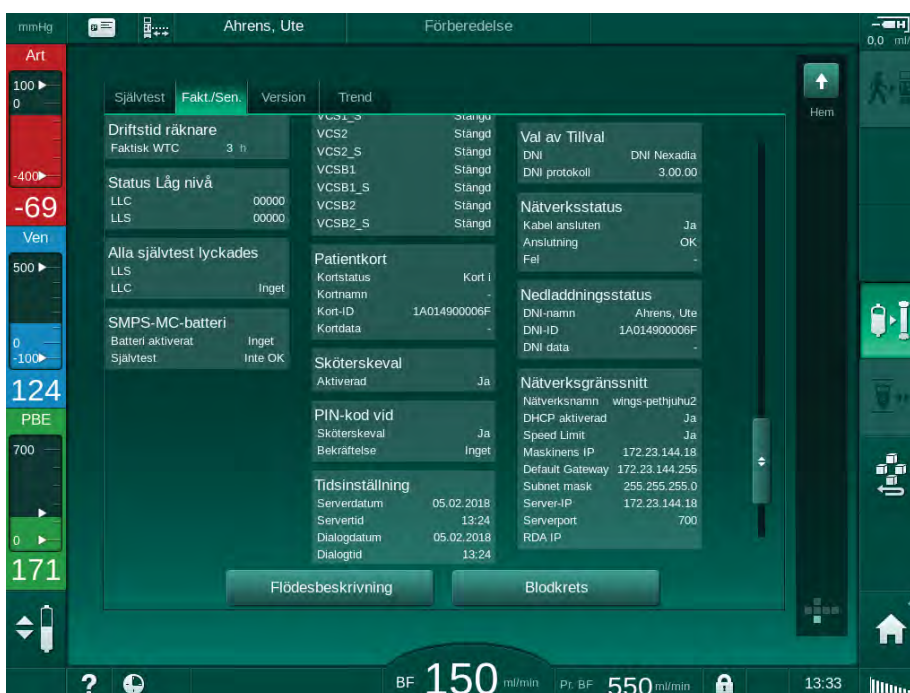 mmHg
Ahrens, Ute
Förberedelse
0,0 ml/
Art
100
0
-400
-69
Ven
500
0
-100
124
PBE
700
0
171
Hem
Självtest Fakt./Sen. Version Trend
Driftstid räknare
Faktisk WTC 3 h
Status Låg nivå
LLC 00000
LLS 00000
Alla självtest lyckades
LLS
LLC Inget
SMPS-MC-batteri
Batteri aktiverat Inget
Självtest Inte OK
VCS1_S Stängd
VCS2 Stängd
VCS2_S Stängd
VCSB1 Stängd
VCSB1_S Stängd
VCSB2 Stängd
VCSB2_S Stängd
Patientkort
Kortstatus Kort i
Kortnamn -
Kort-ID 1A014900006F
Kortdata -
Sköterskeval
Aktiverad Ja
PIN-kod vid
Sköterskeval Ja
Bekräftelse Inget
Tidsinställning
Serverdatum 05.02.2018
Servertid 13:24
Dialogdatum 05.02.2018
Dialogtid 13:24
Val av Tillval
DNI DNI Nexadia
DNI protokoll 3.00.00
Nätverksstatus
Kabel ansluten Ja
Anslutning OK
Fel -
Nedladdningsstatus
DNI-namn Ahrens, Ute
DNI-ID 1A014900006F
DNI data -
Nätverksgränssnitt
Nätverksnamn wings-pethjuhu2
DHCP aktiverad Ja
Speed Limit Ja
Maskinens IP 172.23.144.18
Default Gateway 172.23.144.255
Subnet mask 255.255.255.0
Server-IP 172.23.144.18
Serverport 700
RDA IP
Flödesbeskrivning
Blodkrets
? BF 150 ml/min Pr. BF 550 ml/min 13:33